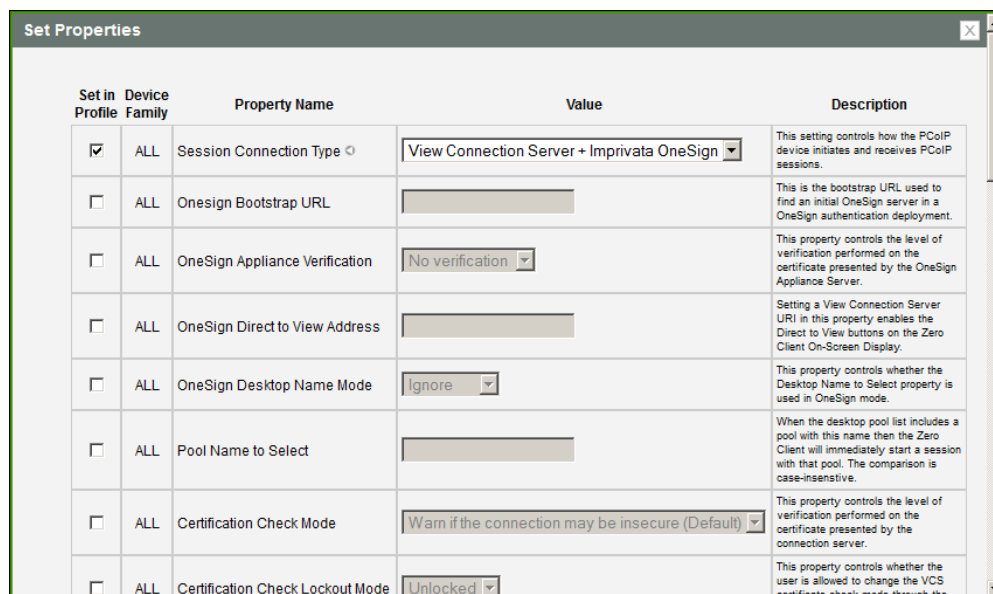 Set Properties
X
Set in Profile
Device Family
Property Name
Value
Description
ALL
Session Connection Type
View Connection Server + Imprivata OneSign
This setting controls how the PCoIP
device initiates and receives PCoIP
sessions.
ALL
Onesign Bootstrap URL
This is the bootstrap URL used to
find an initial OneSign server in a
OneSign authentication deployment.
ALL
OneSign Appliance Verification
No verification
This property controls the level of
verification performed on the
certificate presented by the OneSign
Appliance Server.
ALL
OneSign Direct to View Address
Setting a View Connection Server
URI in this property enables the
Direct to View buttons on the Zero
Client On-Screen Display.
ALL
OneSign Desktop Name Mode
Ignore
This property controls whether the
Desktop Name to Select property is
used in OneSign mode.
ALL
Pool Name to Select
When the desktop pool list includes a
pool with this name then the Zero
Client will immediately start a session
with that pool. The comparison is
case-insenstive.
ALL
Certification Check Mode
Warn if the connection may be insecure (Default)
This property controls the level of
verification performed on the
certificate presented by the
connection server.
ALL
Certification Check Lockout Mode
Unlocked
This property controls whether the
user is allowed to change the VCS
certificate check mode through the